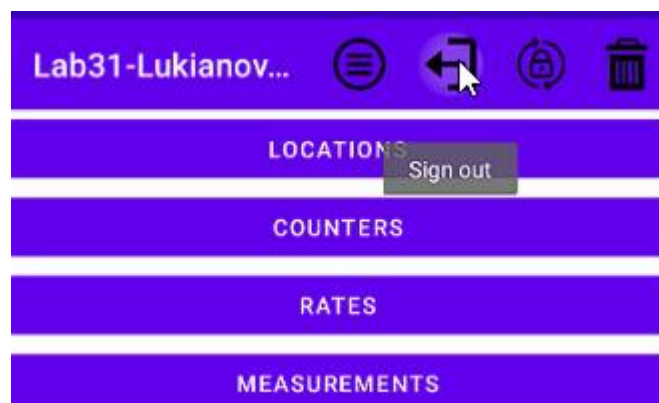 Lab31-Lukianov...
LOCATIONS
Sign out
COUNTERS
RATES
MEASUREMENTS